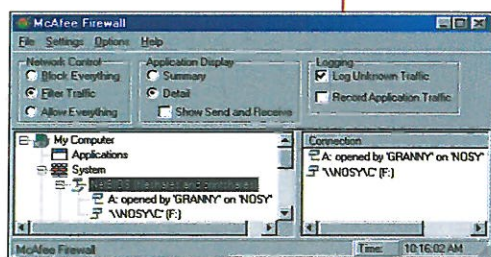 McAfee Firewall
File Settings Options Help
Network Control
Block Everything
Filter Traffic
Allow Everything
Application Display
Summary
Detail
Show Send and Receive
Logging
Log Unknown Traffic
Record Application Traffic
My Computer
Applications
System
A: opened by 'GRANNY' on 'NOSY'
'\\NOSY\C' (F:)
Connection
A: opened by 'GRANNY' on 'NOSY'
'\\NOSY\C' (F:)
McAfee Firewall
Time: 10:16:02 AM